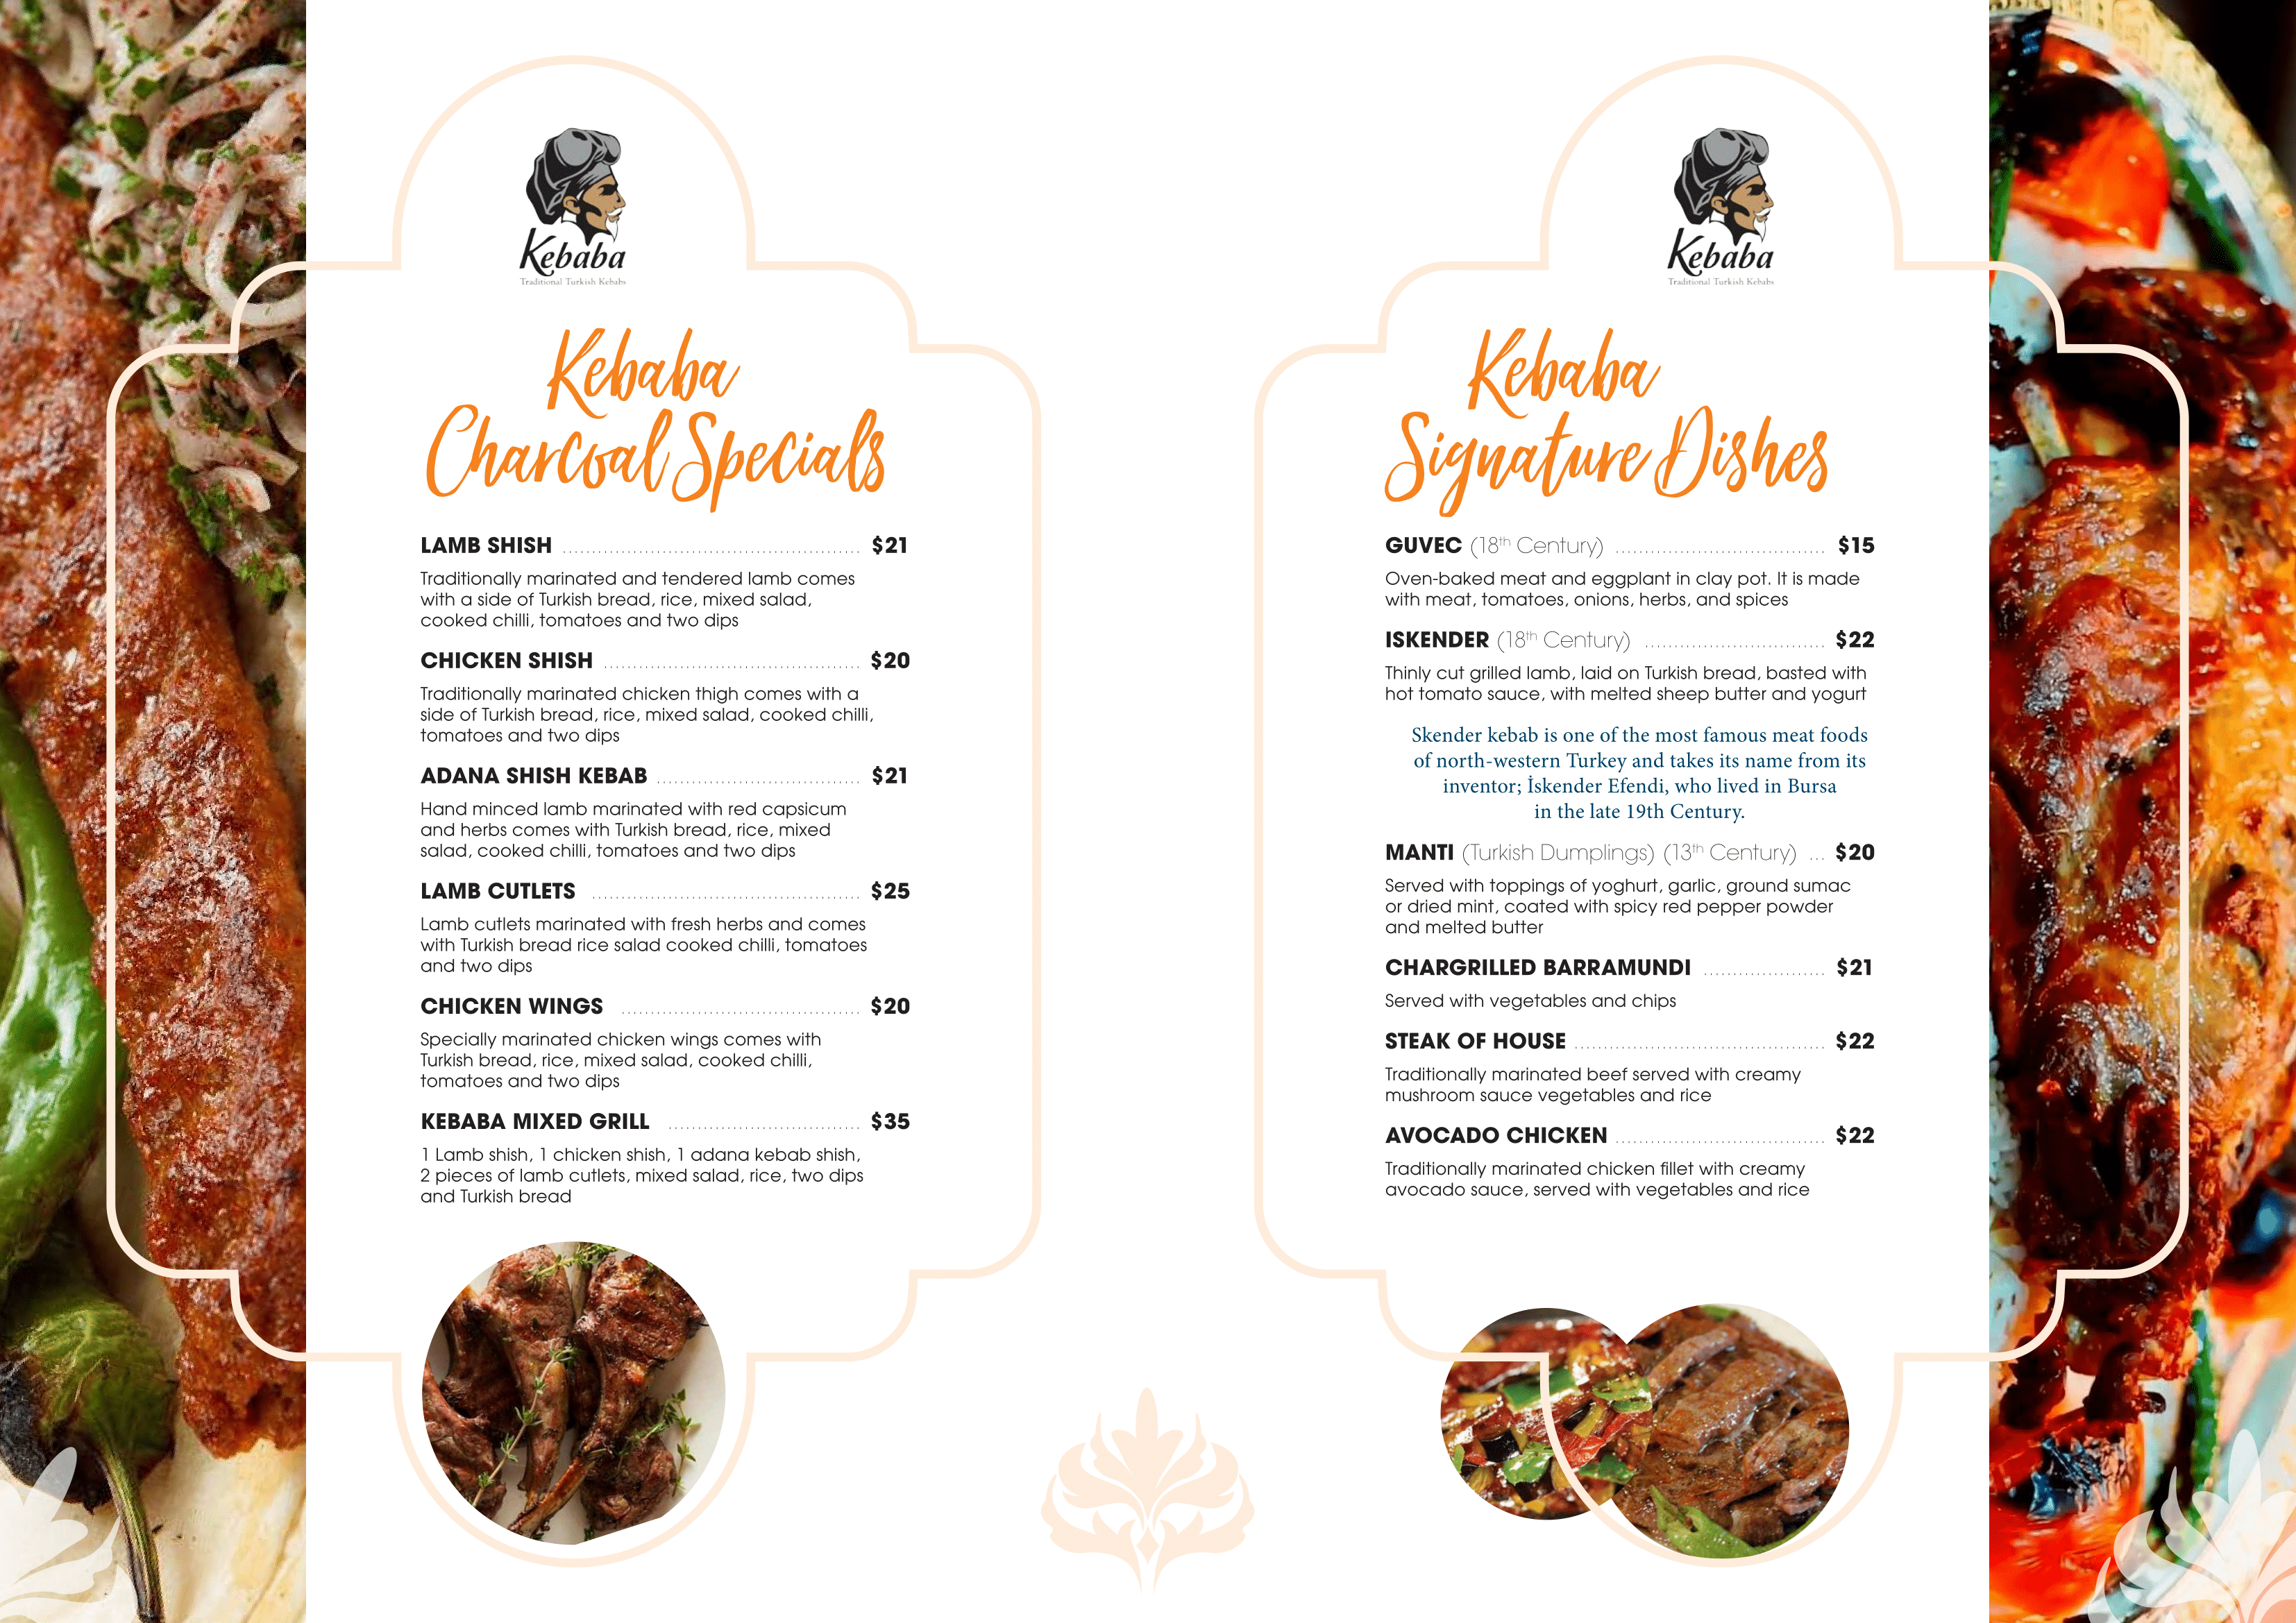 Kebaba
Traditional Turkish Kebabs
Kebaba
Charcoal Specials
LAMB SHISH ........ $21
Traditionally marinated and tendered lamb comes
with a side of Turkish bread, rice, mixed salad,
cooked chilli, tomatoes and two dips
CHICKEN SHISH ........ $20
Traditionally marinated chicken thigh comes with a
side of Turkish bread, rice, mixed salad, cooked chilli,
tomatoes and two dips
ADANA SHISH KEBAB ........ $21
Hand minced lamb marinated with red capsicum
and herbs comes with Turkish bread, rice, mixed
salad, cooked chilli, tomatoes and two dips
LAMB CUTLETS ........ $25
Lamb cutlets marinated with fresh herbs and comes
with Turkish bread rice salad cooked chilli, tomatoes
and two dips
CHICKEN WINGS ........ $20
Specially marinated chicken wings comes with
Turkish bread, rice, mixed salad, cooked chilli,
tomatoes and two dips
KEBABA MIXED GRILL ........ $35
1 Lamb shish, 1 chicken shish, 1 adana kebab shish,
2 pieces of lamb cutlets, mixed salad, rice, two dips
and Turkish bread
Kebaba
Traditional Turkish Kebabs
Kebaba
Signature Dishes
GUVEC (18th Century) ........ $15
Oven-baked meat and eggplant in clay pot. It is made
with meat, tomatoes, onions, herbs, and spices
ISKENDER (18th Century) ........ $22
Thinly cut grilled lamb, laid on Turkish bread, basted with
hot tomato sauce, with melted sheep butter and yogurt
Skender kebab is one of the most famous meat foods
of north-western Turkey and takes its name from its
inventor; İskender Efendi, who lived in Bursa
in the late 19th Century.
MANTI (Turkish Dumplings) (13th Century) ... $20
Served with toppings of yoghurt, garlic, ground sumac
or dried mint, coated with spicy red pepper powder
and melted butter
CHARGRILLED BARRAMUNDI ........ $21
Served with vegetables and chips
STEAK OF HOUSE ........ $22
Traditionally marinated beef served with creamy
mushroom sauce vegetables and rice
AVOCADO CHICKEN ........ $22
Traditionally marinated chicken fillet with creamy
avocado sauce, served with vegetables and rice